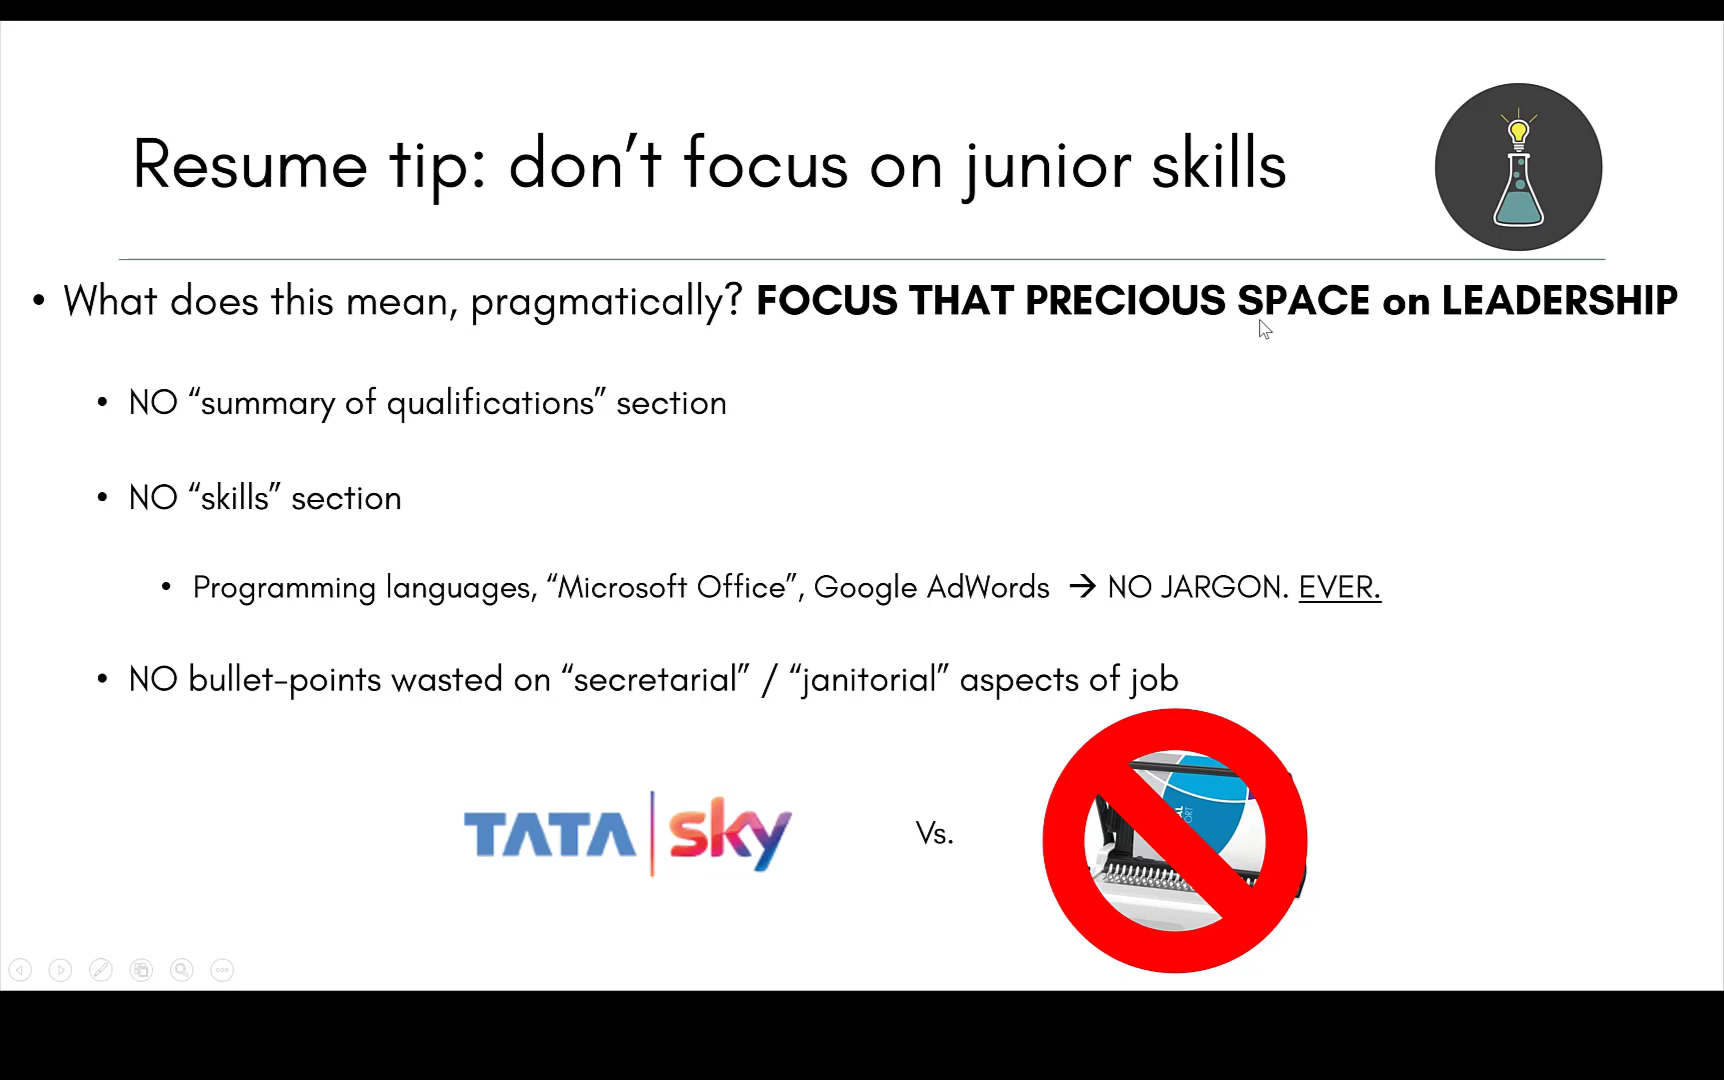 Resume tip: don’t focus on junior skills
• What does this mean, pragmatically? FOCUS THAT PRECIOUS SPACE on LEADERSHIP
• NO “summary of qualifications” section
• NO “skills” section
• Programming languages, “Microsoft Office”, Google AdWords → NO JARGON. EVER.
• NO bullet-points wasted on “secretarial” / “janitorial” aspects of job
TATA | sky
Vs.